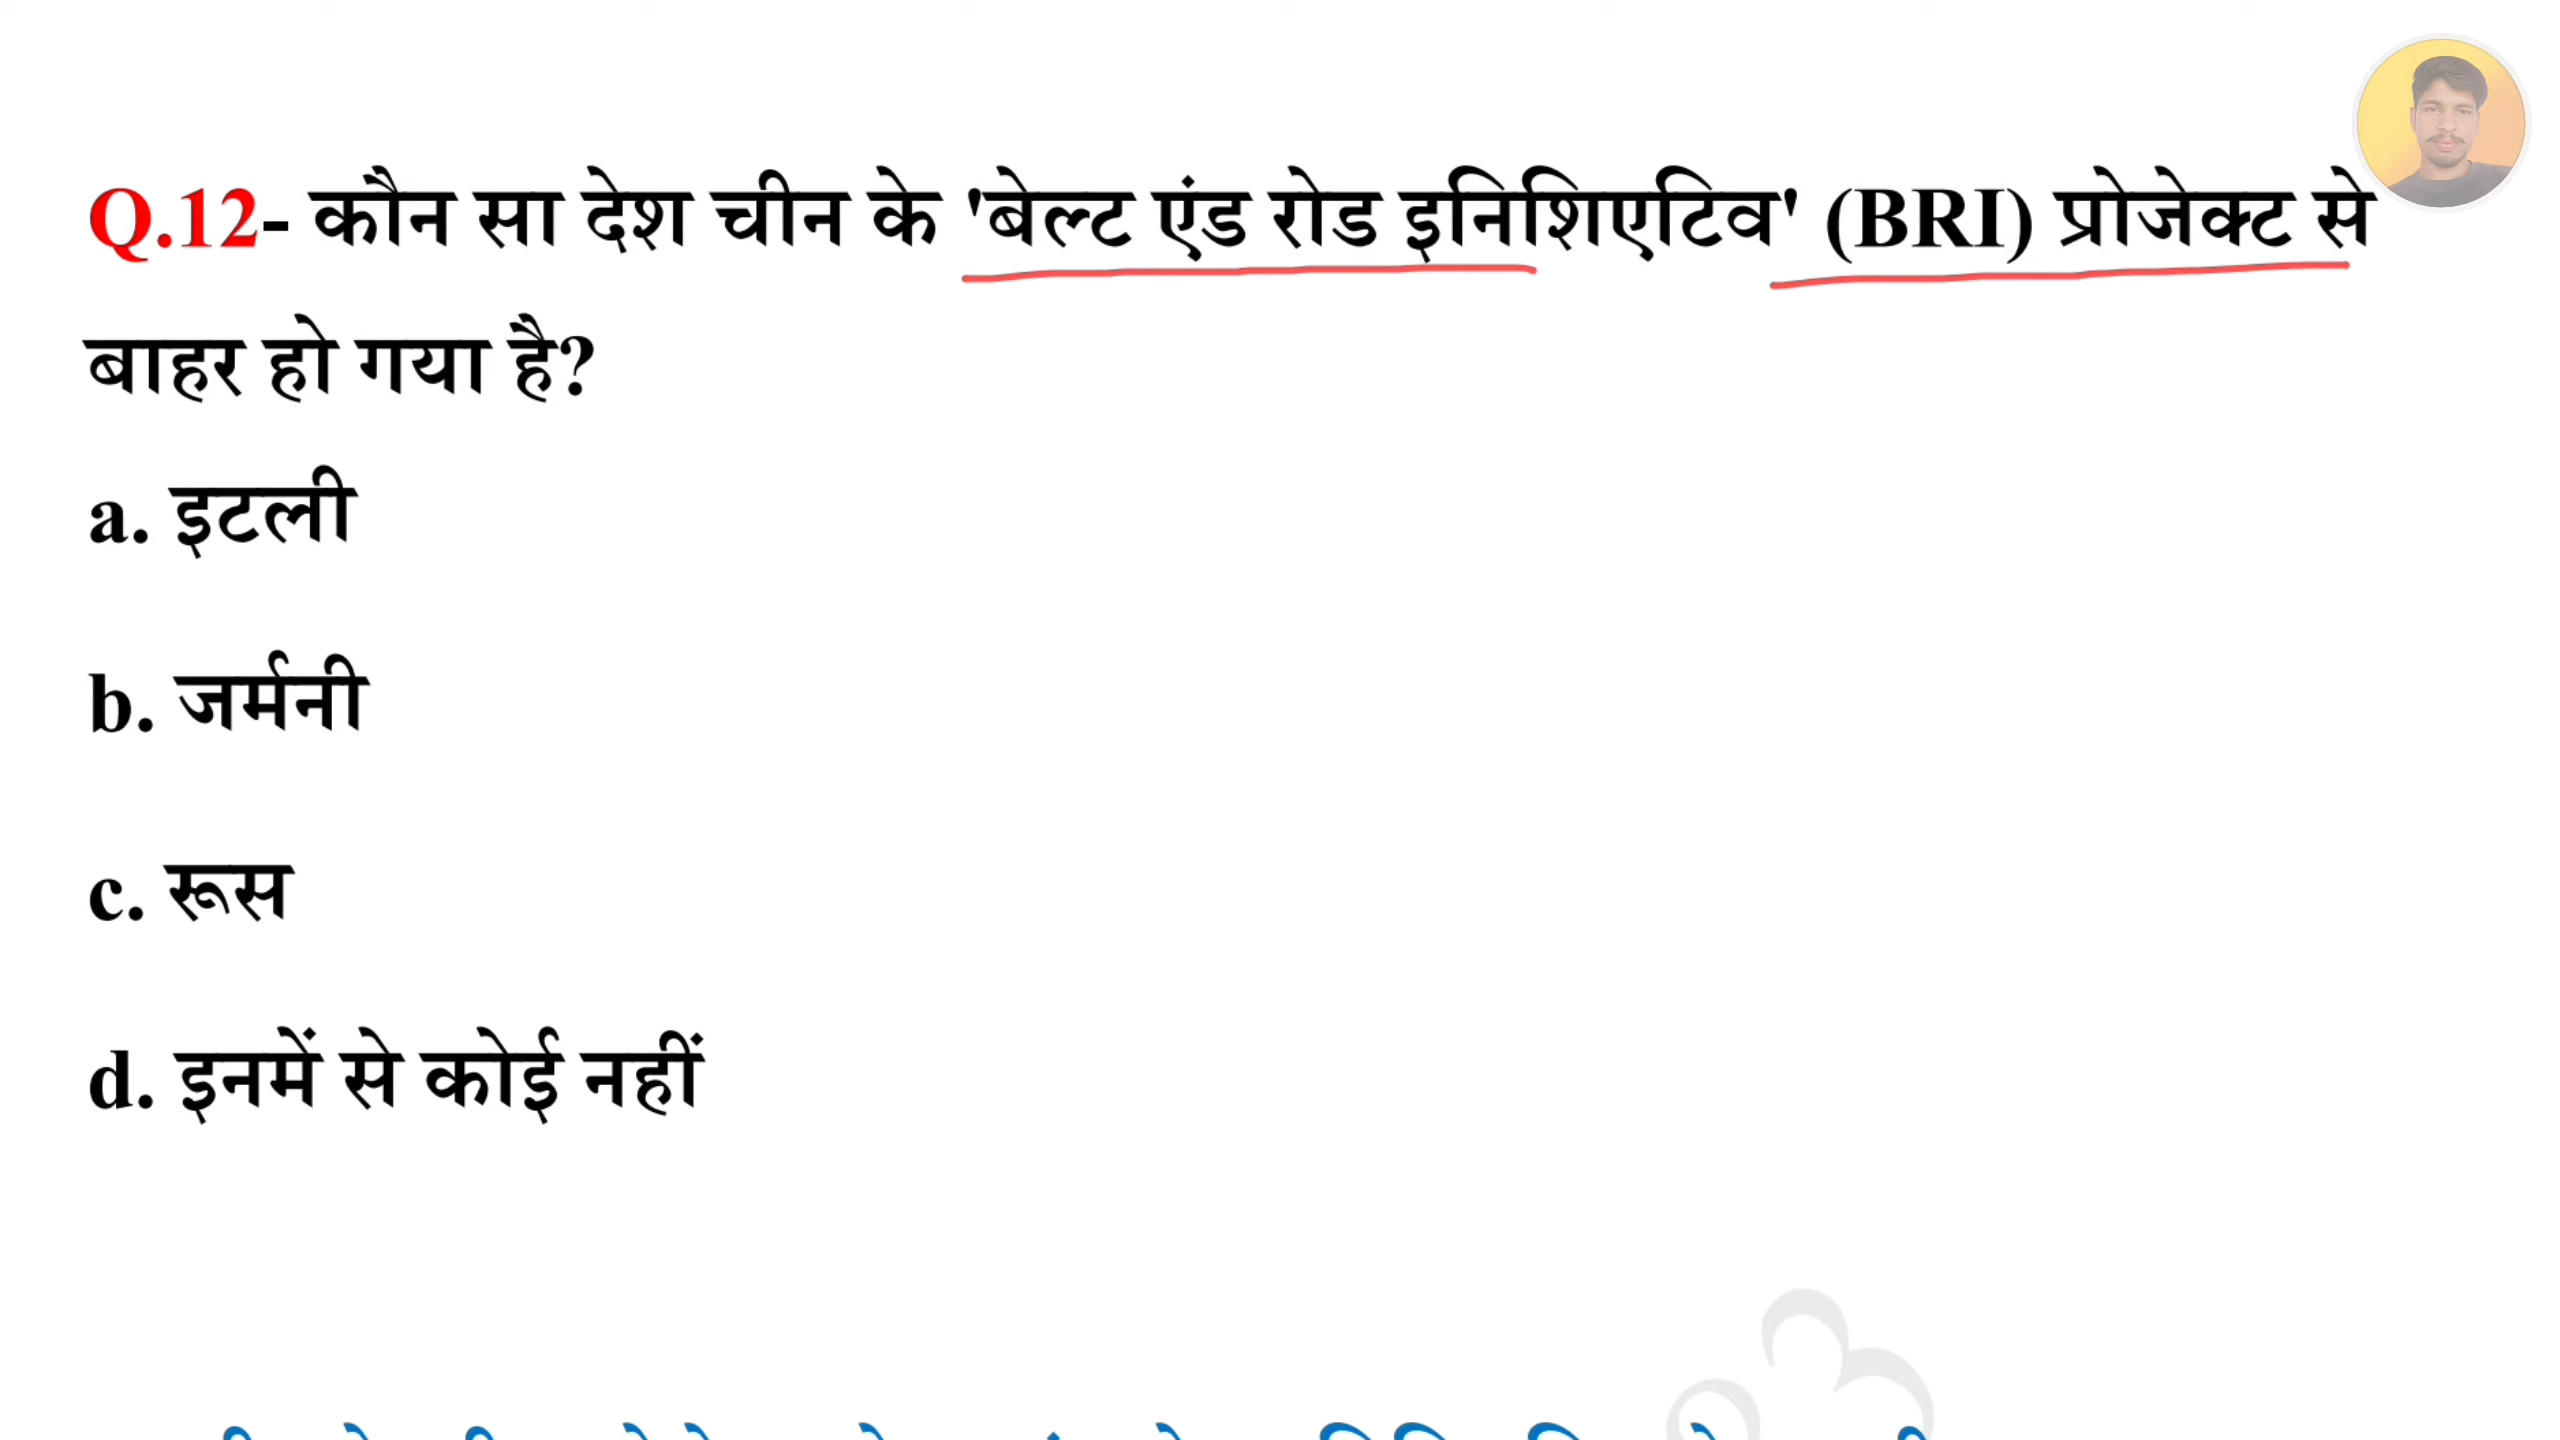 Q.12- कौन सा देश चीन के 'बेल्ट एंड रोड इनिशिएटिव' (BRI) प्रोजेक्ट से
बाहर हो गया है?
a. इटली
b. जर्मनी
c. रूस
d. इनमें से कोई नहीं